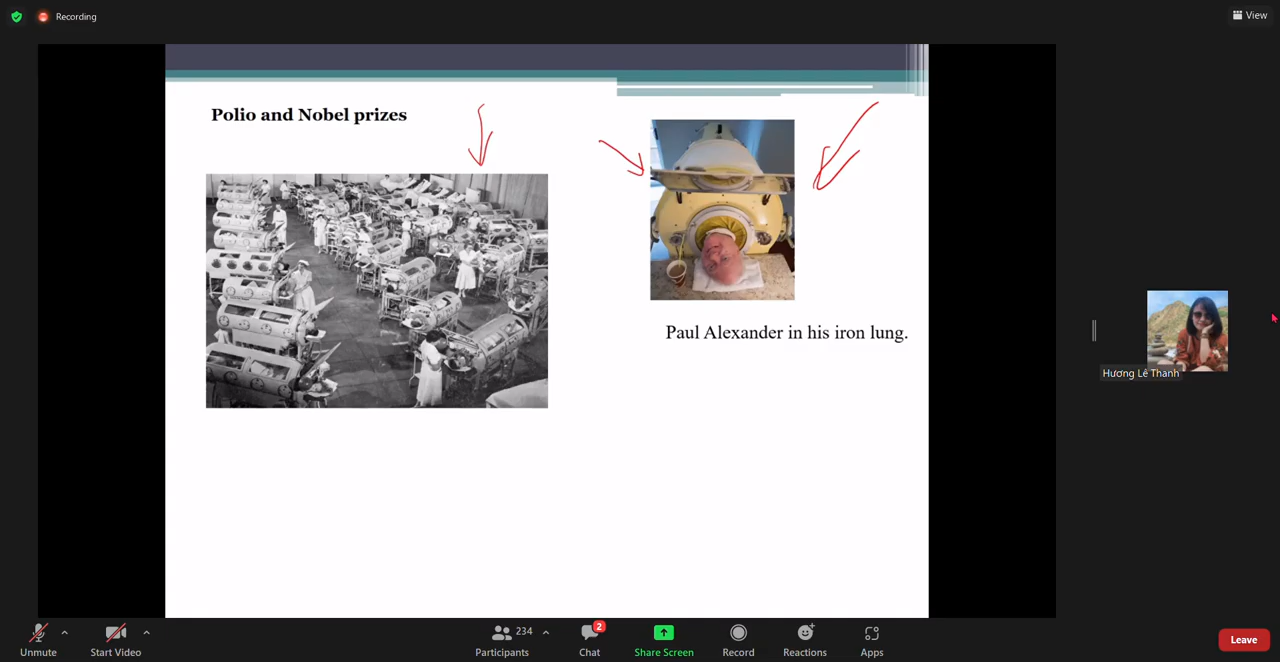 Recording
View
Polio and Nobel prizes
Paul Alexander in his iron lung.
Hương Lê Thanh
Unmute
Start Video
234
Participants
2
Chat
Share Screen
Record
Reactions
Apps
Leave